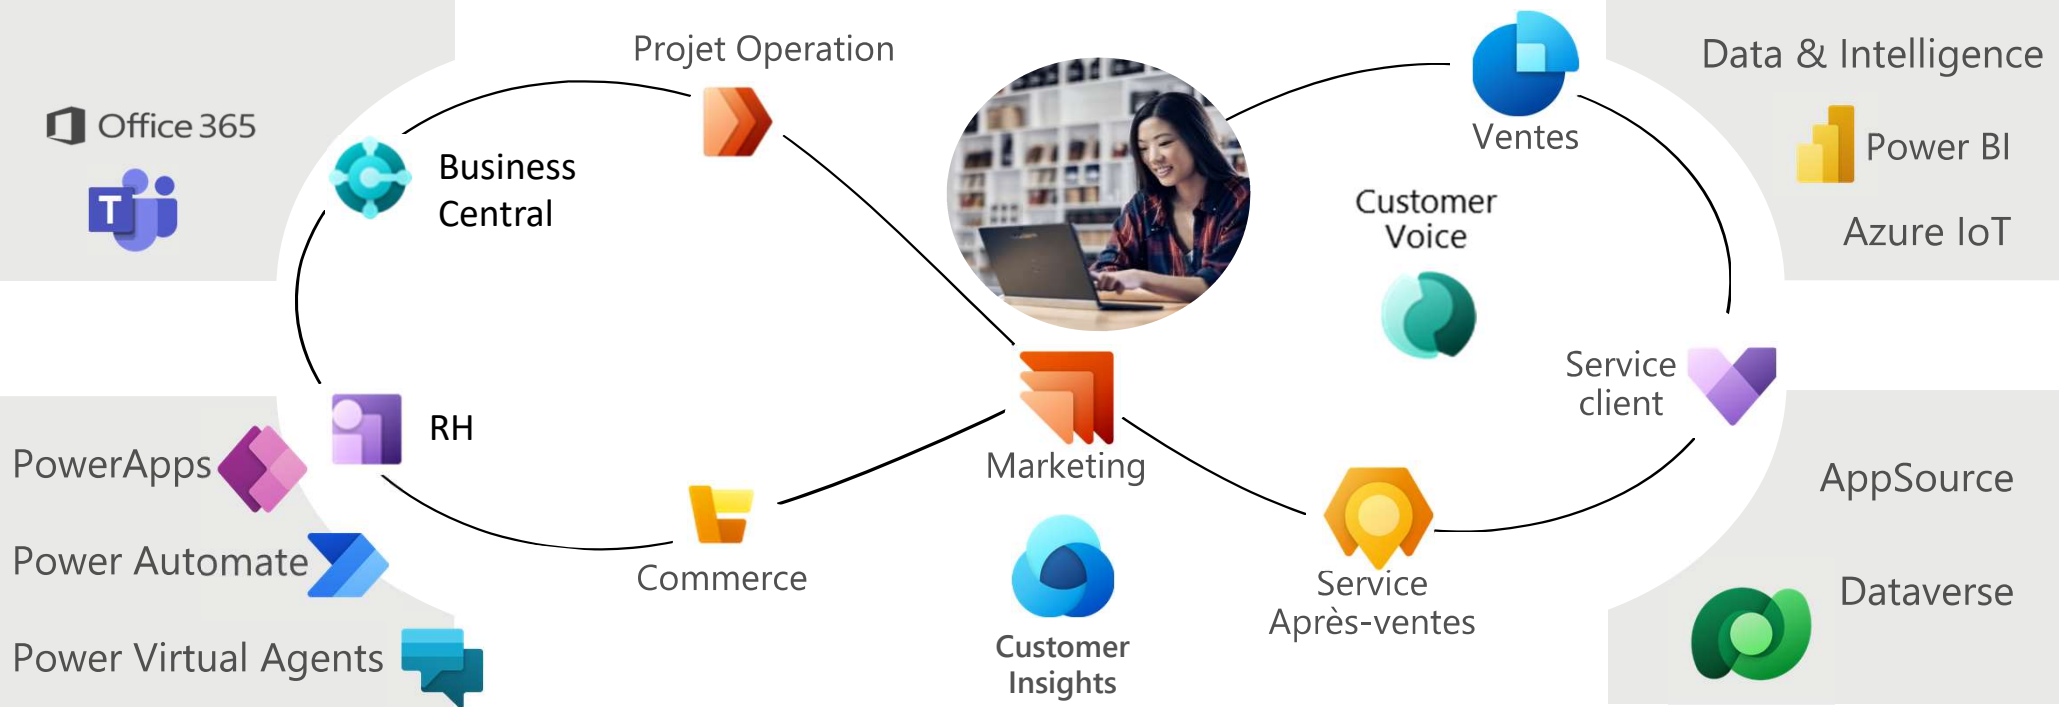 Office 365
T
Business
Central
Projet Operation
Ventes
Customer
Voice
Data & Intelligence
Power BI
Azure IoT
RH
PowerApps
Power Automate
Power Virtual Agents
Commerce
Marketing
Customer
Insights
Service
client
Service
Après-ventes
AppSource
Dataverse